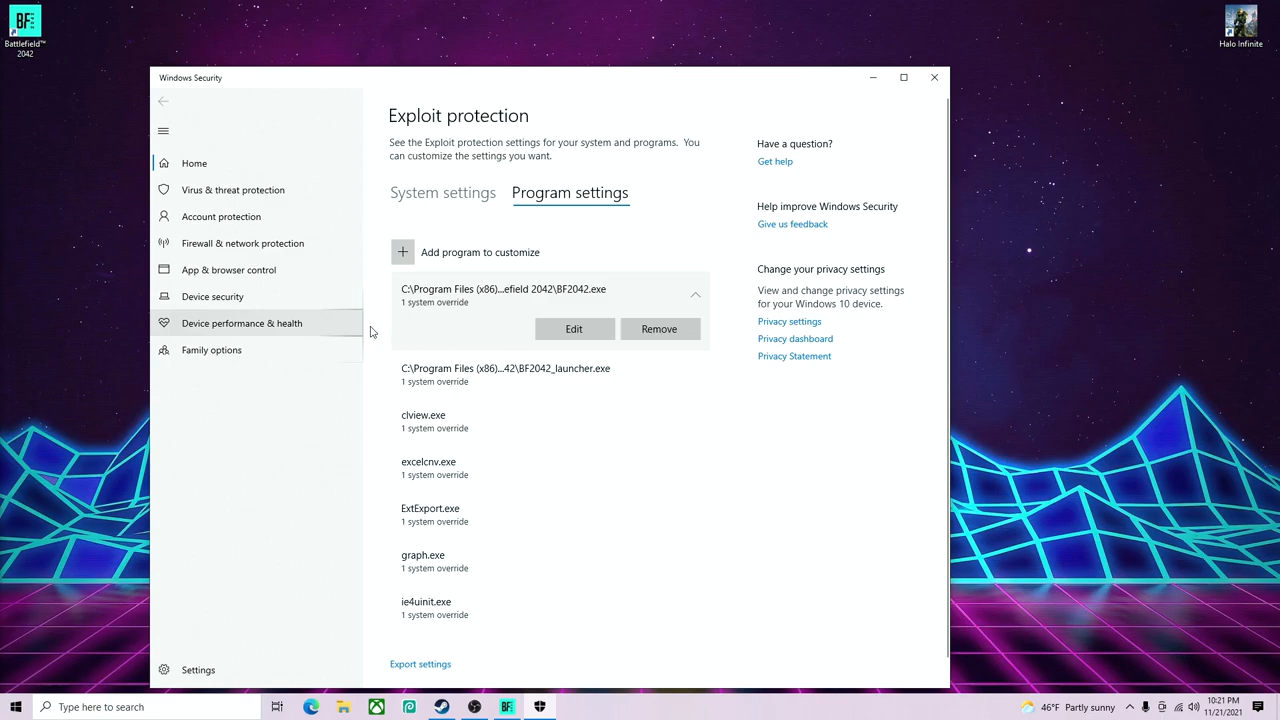 BF
Battlefield™
2042
Halo Infinite
Windows Security
Home
Virus & threat protection
Account protection
Firewall & network protection
App & browser control
Device security
Device performance & health
Family options
Settings
Exploit protection
See the Exploit protection settings for your system and programs. You
can customize the settings you want.
System settings
Program settings
Add program to customize
C:\Program Files (x86)...efield 2042\BF2042.exe
1 system override
Edit
Remove
C:\Program Files (x86)...42\BF2042_launcher.exe
1 system override
clview.exe
1 system override
excelcnv.exe
1 system override
ExtExport.exe
1 system override
graph.exe
1 system override
ie4uinit.exe
1 system override
Export settings
Have a question?
Get help
Help improve Windows Security
Give us feedback
Change your privacy settings
View and change privacy settings
for your Windows 10 device.
Privacy settings
Privacy dashboard
Privacy Statement
Type here to search
BF
46°F Partly sunny
10:21 PM
11/21/2021